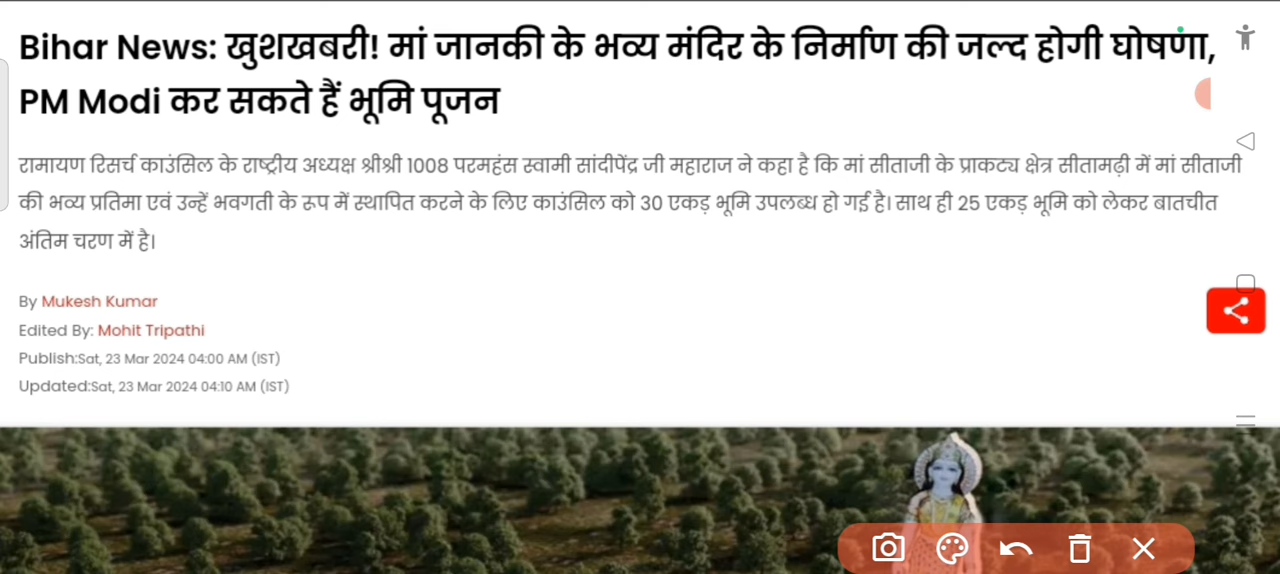 Bihar News: खुशखबरी! मां जानकी के भव्य मंदिर के निर्माण की जल्द होगी घोषणा,
PM Modi कर सकते हैं भूमि पूजन
रामायण रिसर्च काउंसिल के राष्ट्रीय अध्यक्ष श्रीश्री 1008 परमहंस स्वामी सांदीपेंद्र जी महाराज ने कहा है कि मां सीताजी के प्राकट्य क्षेत्र सीतामढ़ी में मां सीताजी
की भव्य प्रतिमा एवं उन्हें भवगती के रूप में स्थापित करने के लिए काउंसिल को 30 एकड़ भूमि उपलब्ध हो गई है। साथ ही 25 एकड़ भूमि को लेकर बातचीत
अंतिम चरण में है।
By Mukesh Kumar
Edited By: Mohit Tripathi
Publish:Sat, 23 Mar 2024 04:00 AM (IST)
Updated:Sat, 23 Mar 2024 04:10 AM (IST)